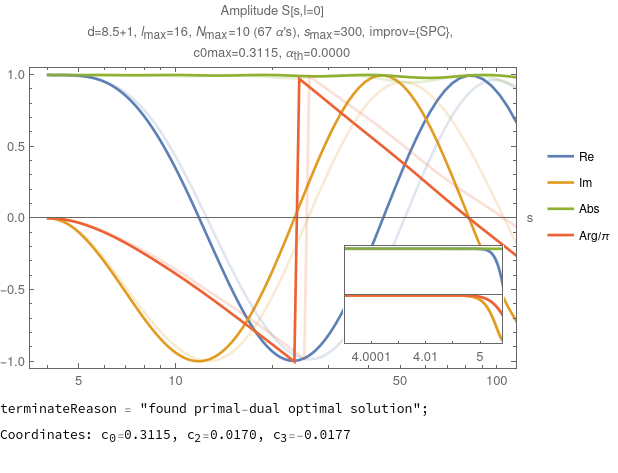 Amplitude S[s,l=0]
d=8.5+1, lmax=16, Nmax=10 (67 α's), smax=300, improv={SPC},
c0max=0.3115, αth=0.0000
1.0
0.5
0.0
-0.5
-1.0
5
10
50
100
s
4.0001
4.01
5
Re
Im
Abs
Arg/π
terminateReason = "found primal-dual optimal solution";
Coordinates: c0=0.3115, c2=0.0170, c3=-0.0177